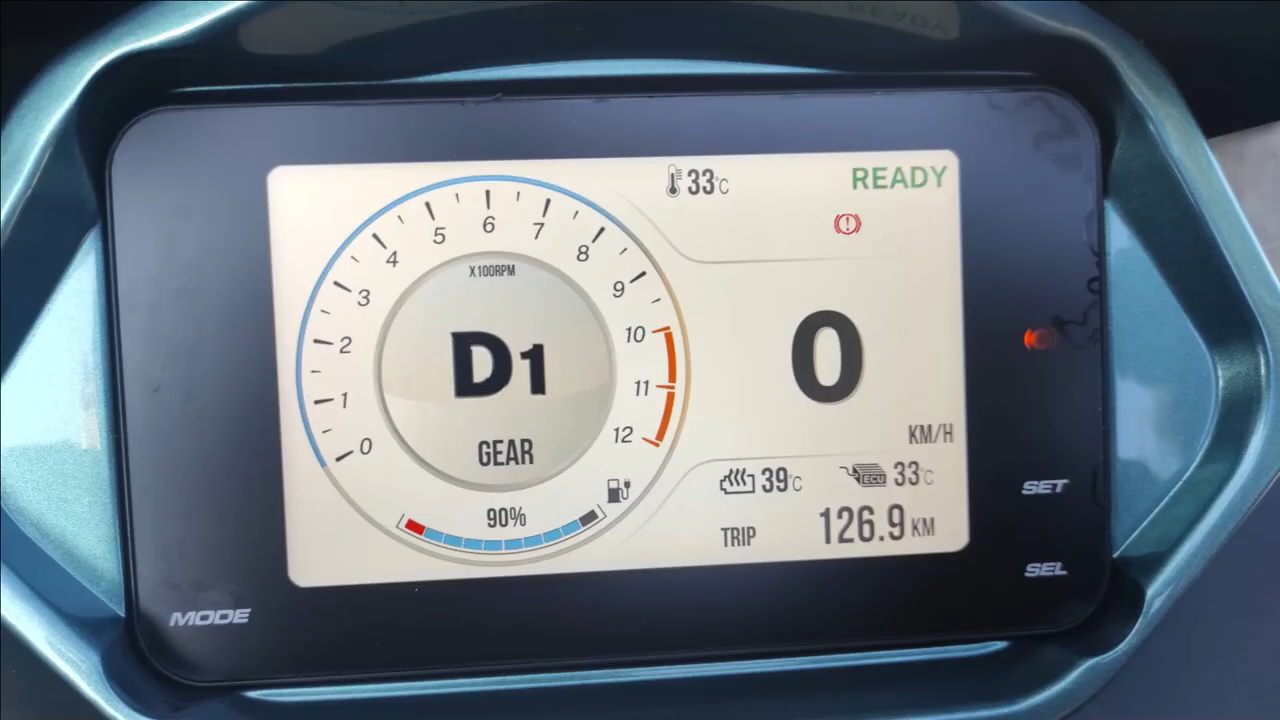 33°C
READY
0
1
2
3
4
5
6
7
8
9
10
11
12
X100RPM
D1
GEAR
90%
0
KM/H
39°C
ECU
33°C
TRIP
126.9 KM
SET
SEL
MODE